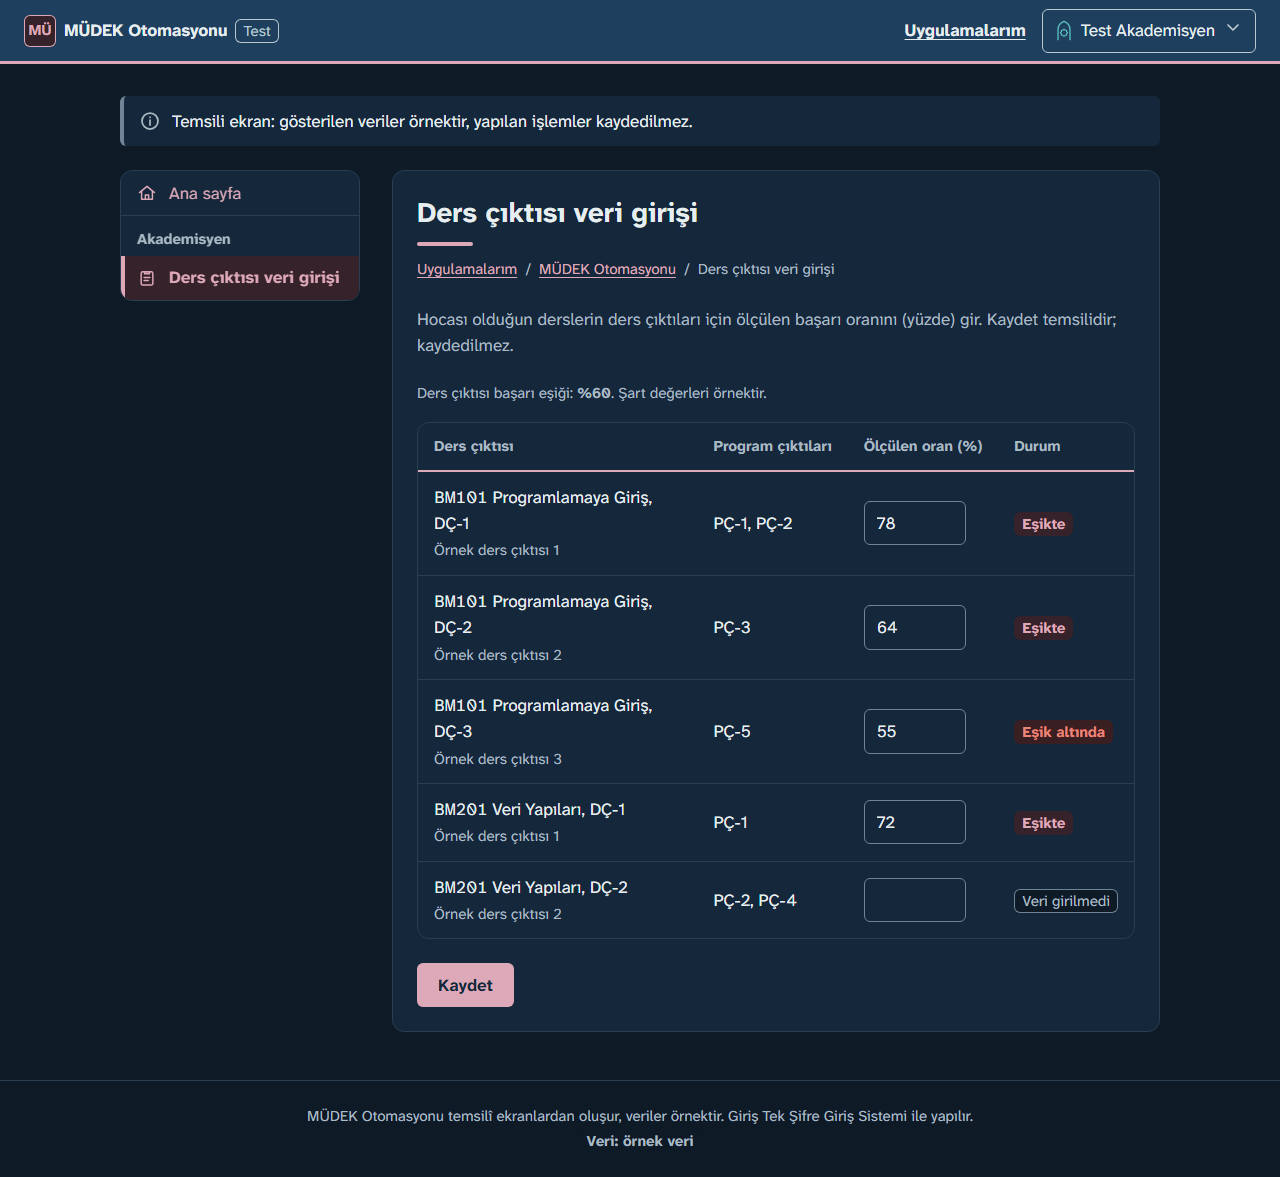 MÜ MÜDEK Otomasyonu Test
Uygulamalarım
Test Akademisyen
Temsili ekran: gösterilen veriler örnektir, yapılan işlemler kaydedilmez.
Ana sayfa
Akademisyen
Ders çıktısı veri girişi
Ders çıktısı veri girişi
Uygulamalarım / MÜDEK Otomasyonu / Ders çıktısı veri girişi
Hocası olduğun derslerin ders çıktıları için ölçülen başarı oranını (yüzde) gir. Kaydet temsilidir;
kaydedilmez.
Ders çıktısı başarı eşiği: %60. Şart değerleri örnektir.
Ders çıktısı Program çıktıları Ölçülen oran (%) Durum
BM101 Programlamaya Giriş,
DÇ-1
Örnek ders çıktısı 1
PÇ-1, PÇ-2
78
Eşikte
BM101 Programlamaya Giriş,
DÇ-2
Örnek ders çıktısı 2
PÇ-3
64
Eşikte
BM101 Programlamaya Giriş,
DÇ-3
Örnek ders çıktısı 3
PÇ-5
55
Eşik altında
BM201 Veri Yapıları, DÇ-1
Örnek ders çıktısı 1
PÇ-1
72
Eşikte
BM201 Veri Yapıları, DÇ-2
Örnek ders çıktısı 2
PÇ-2, PÇ-4
Veri girilmedi
Kaydet
MÜDEK Otomasyonu temsilî ekranlardan oluşur, veriler örnektir. Giriş Tek Şifre Giriş Sistemi ile yapılır.
Veri: örnek veri